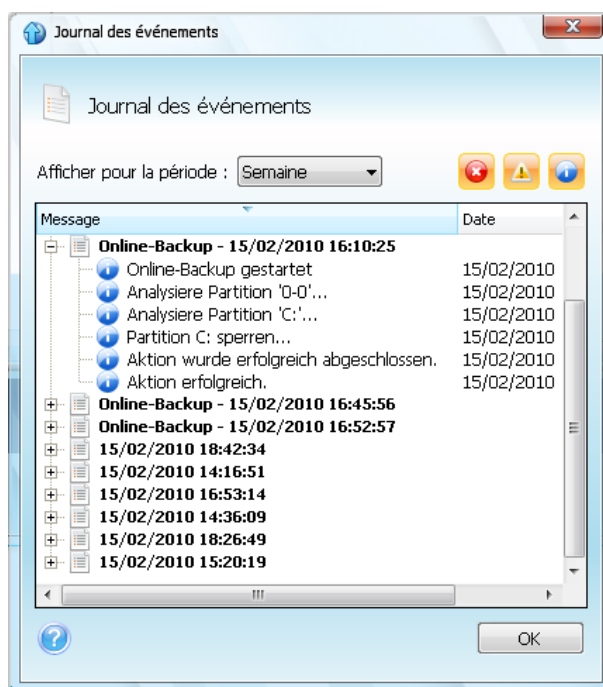 Journal des événements
Journal des événements
Afficher pour la période : Semaine
Message Date
Online-Backup - 15/02/2010 16:10:25
Online-Backup gestartet 15/02/2010
Analysiere Partition '0-0'... 15/02/2010
Analysiere Partition 'C:'... 15/02/2010
Partition C: sperren... 15/02/2010
Aktion wurde erfolgreich abgeschlossen. 15/02/2010
Aktion erfolgreich. 15/02/2010
Online-Backup - 15/02/2010 16:45:56
Online-Backup - 15/02/2010 16:52:57
15/02/2010 18:42:34
15/02/2010 14:16:51
15/02/2010 16:53:14
15/02/2010 14:36:09
15/02/2010 18:26:49
15/02/2010 15:20:19
OK